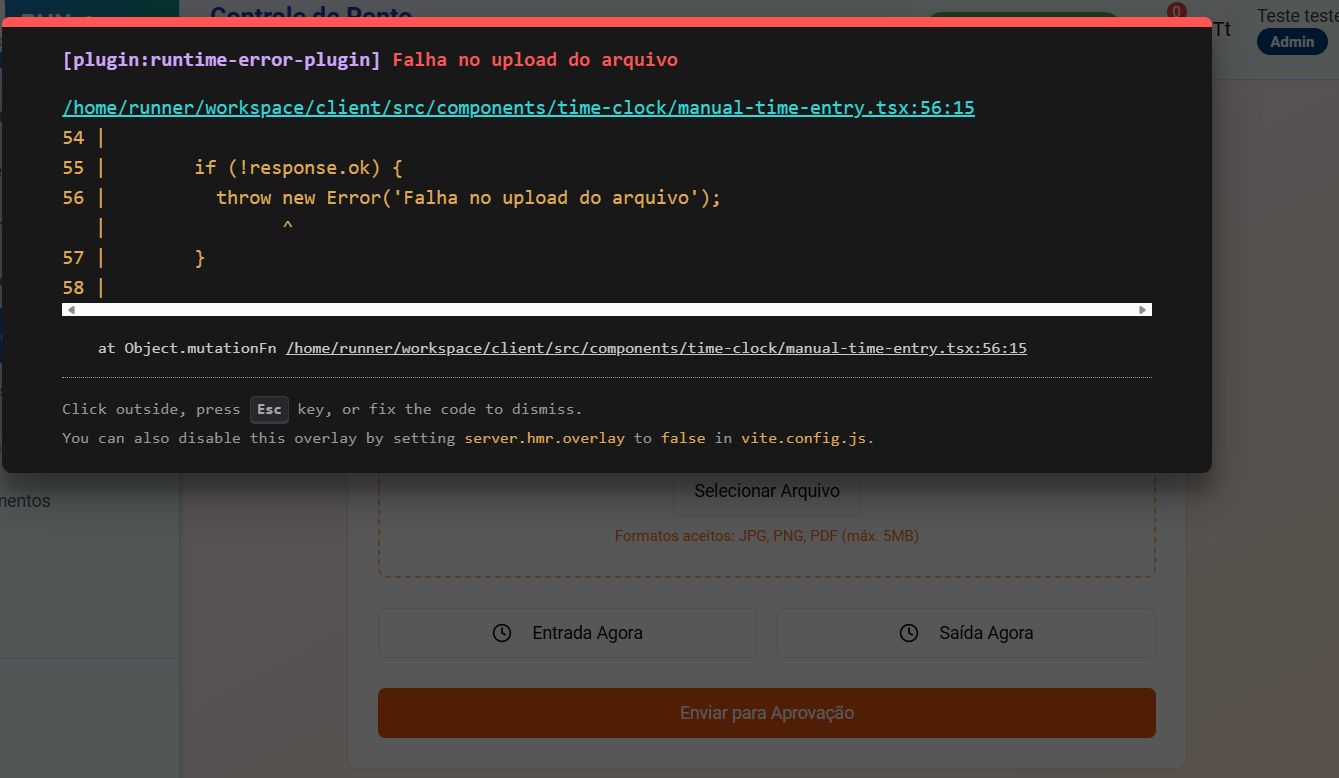 Controle de Ponto
0
Tt
Teste teste
Admin
[plugin:runtime-error-plugin] Falha no upload do arquivo
/home/runner/workspace/client/src/components/time-clock/manual-time-entry.tsx:56:15
54 |
55 |         if (!response.ok) {
56 |           throw new Error('Falha no upload do arquivo');
   |                 ^
57 |         }
58 |
at Object.mutationFn /home/runner/workspace/client/src/components/time-clock/manual-time-entry.tsx:56:15
Click outside, press Esc key, or fix the code to dismiss.
You can also disable this overlay by setting server.hmr.overlay to false in vite.config.js.
mentos
Selecionar Arquivo
Formatos aceitos: JPG, PNG, PDF (máx. 5MB)
Entrada Agora
Saída Agora
Enviar para Aprovação